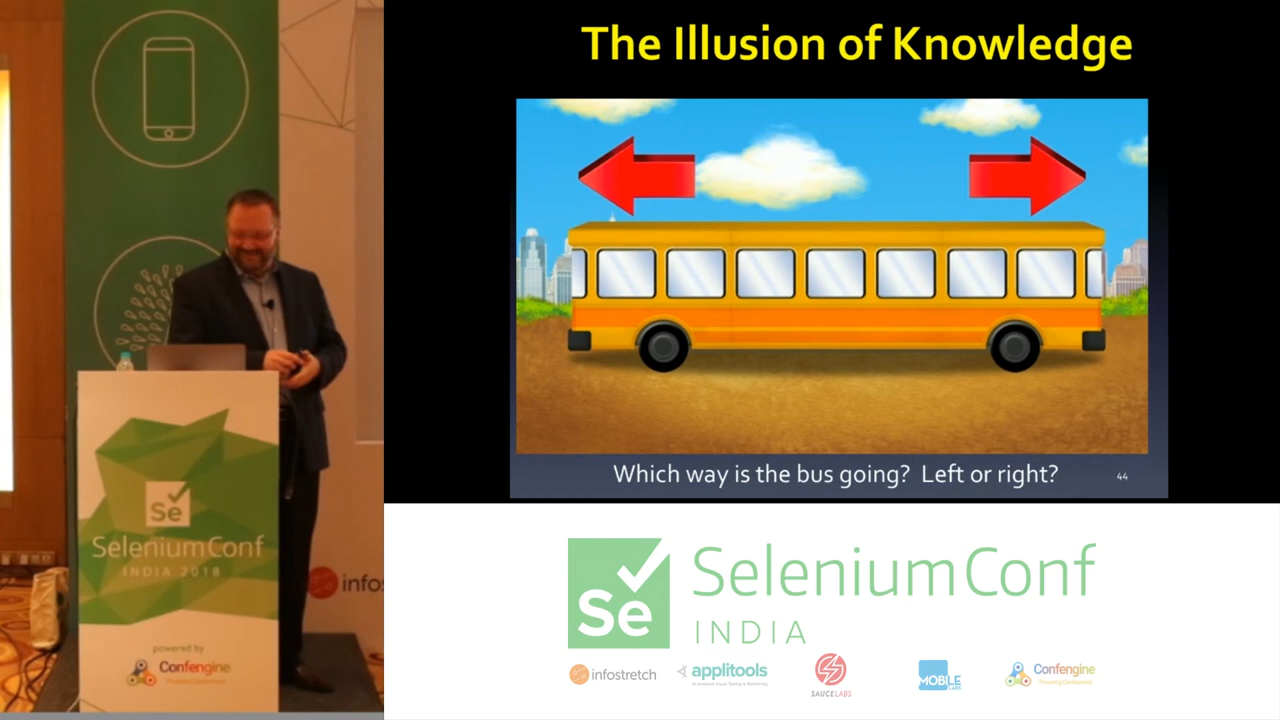 The Illusion of Knowledge
Which way is the bus going? Left or right?
44
Se
SeleniumConf
INDIA 2018
powered by
Confengine
infos
Se
SeleniumConf
INDIA
infostretch
applitools
SAUCELABS
MOBILE
LABS
Confengine